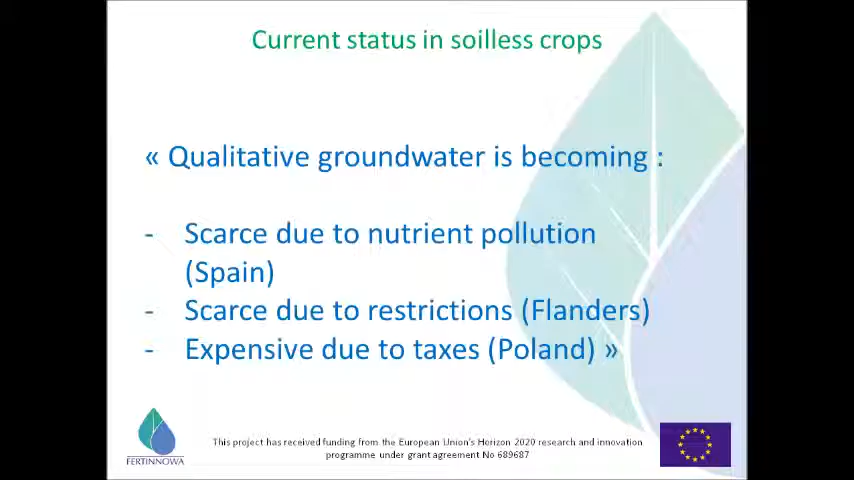 Current status in soilless crops
« Qualitative groundwater is becoming :
- Scarce due to nutrient pollution
(Spain)
- Scarce due to restrictions (Flanders)
- Expensive due to taxes (Poland) »
This project has received funding from the European Union's Horizon 2020 research and innovation
programme under grant agreement No 689687
FERTINNOWA